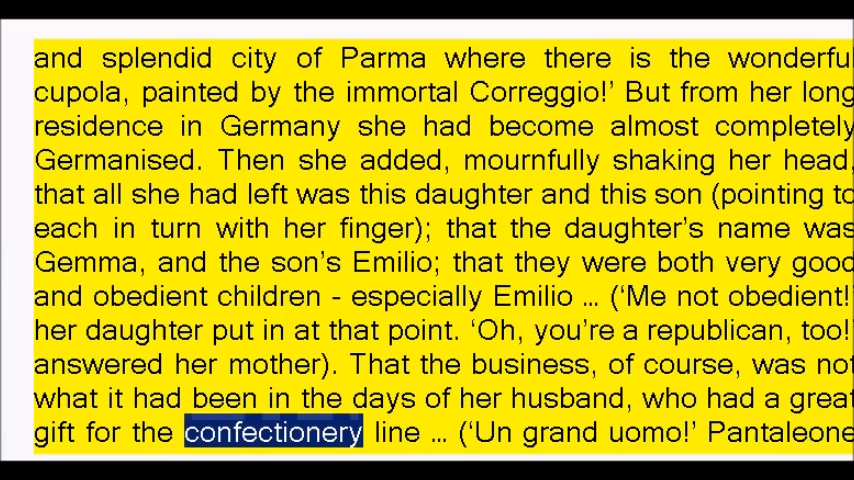 and splendid city of Parma where there is the wonderful
cupola, painted by the immortal Correggio!’ But from her long
residence in Germany she had become almost completely
Germanised. Then she added, mournfully shaking her head,
that all she had left was this daughter and this son (pointing to
each in turn with her finger); that the daughter’s name was
Gemma, and the son’s Emilio; that they were both very good
and obedient children - especially Emilio ... (‘Me not obedient!’
her daughter put in at that point. ‘Oh, you’re a republican, too!’
answered her mother). That the business, of course, was not
what it had been in the days of her husband, who had a great
gift for the confectionery line ... (‘Un grand uomo!’ Pantaleone